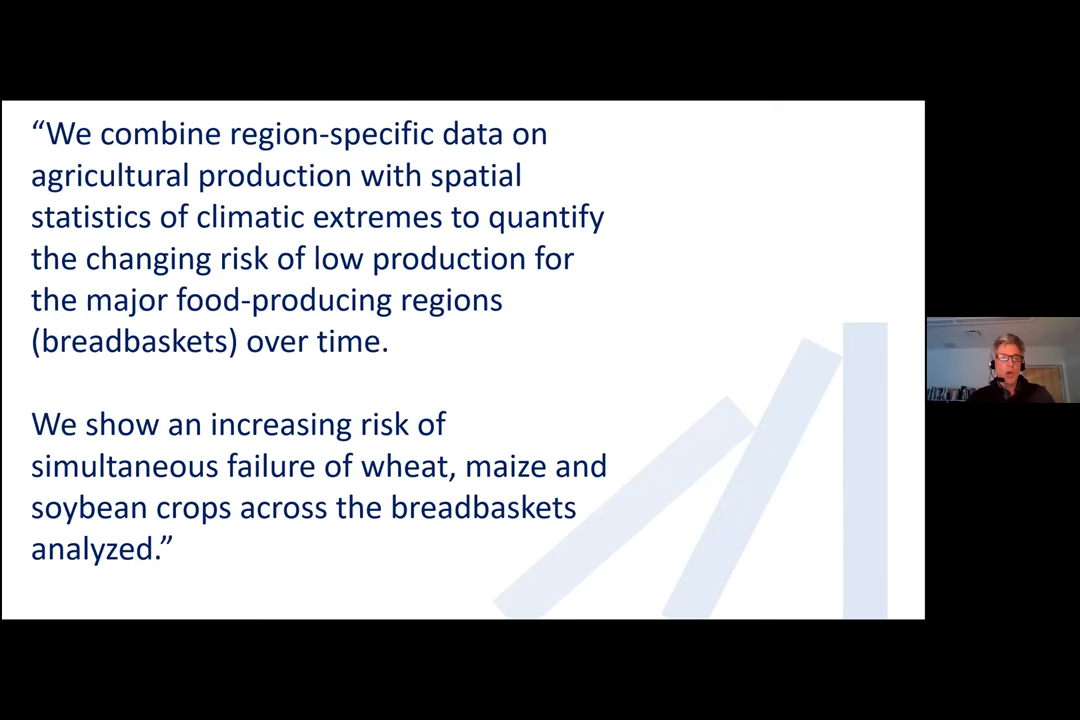 “We combine region-specific data on
agricultural production with spatial
statistics of climatic extremes to quantify
the changing risk of low production for
the major food-producing regions
(breadbaskets) over time.
We show an increasing risk of
simultaneous failure of wheat, maize and
soybean crops across the breadbaskets
analyzed.”